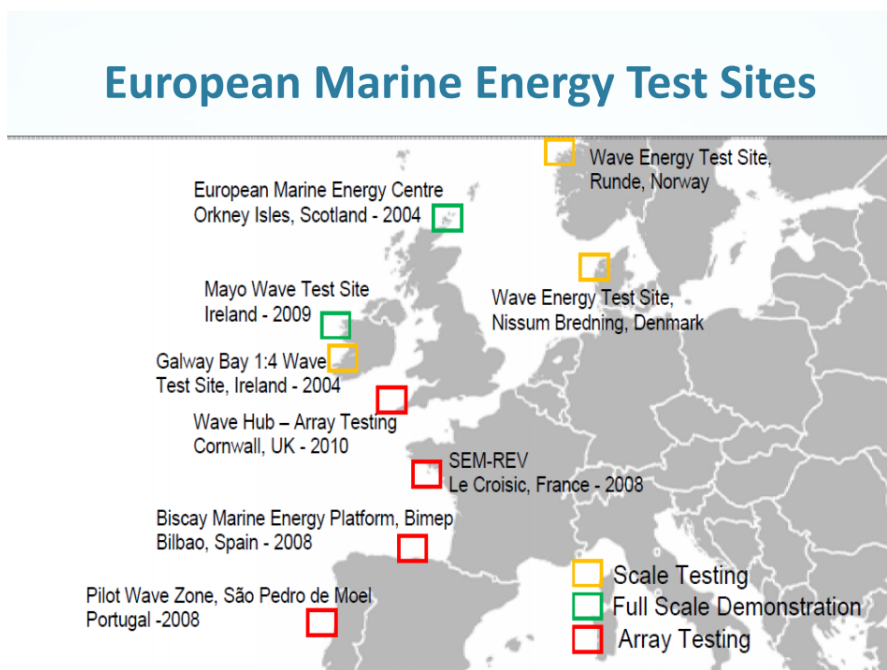 European Marine Energy Test Sites
Wave Energy Test Site,
Runde, Norway
European Marine Energy Centre
Orkney Isles, Scotland - 2004
Mayo Wave Test Site
Ireland - 2009
Wave Energy Test Site,
Nissum Bredning, Denmark
Galway Bay 1:4 Wave
Test Site, Ireland - 2004
Wave Hub – Array Testing
Cornwall, UK - 2010
SEM-REV
Le Croisic, France - 2008
Biscay Marine Energy Platform, Bimep
Bilbao, Spain - 2008
Pilot Wave Zone, São Pedro de Moel
Portugal -2008
Scale Testing
Full Scale Demonstration
Array Testing